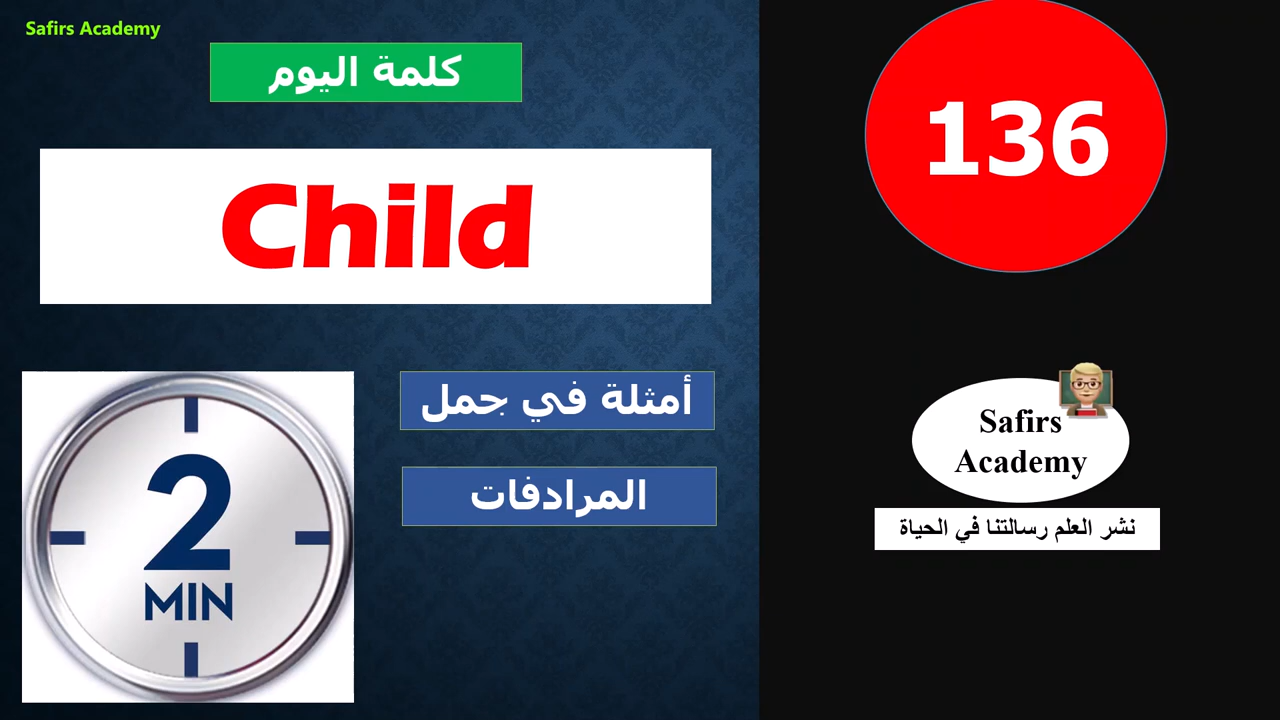 Safirs Academy
كلمة اليوم
Child
أمثلة في جمل
المرادفات
2
MIN
136
Safirs
Academy
نشر العلم رسالتنا في الحياة